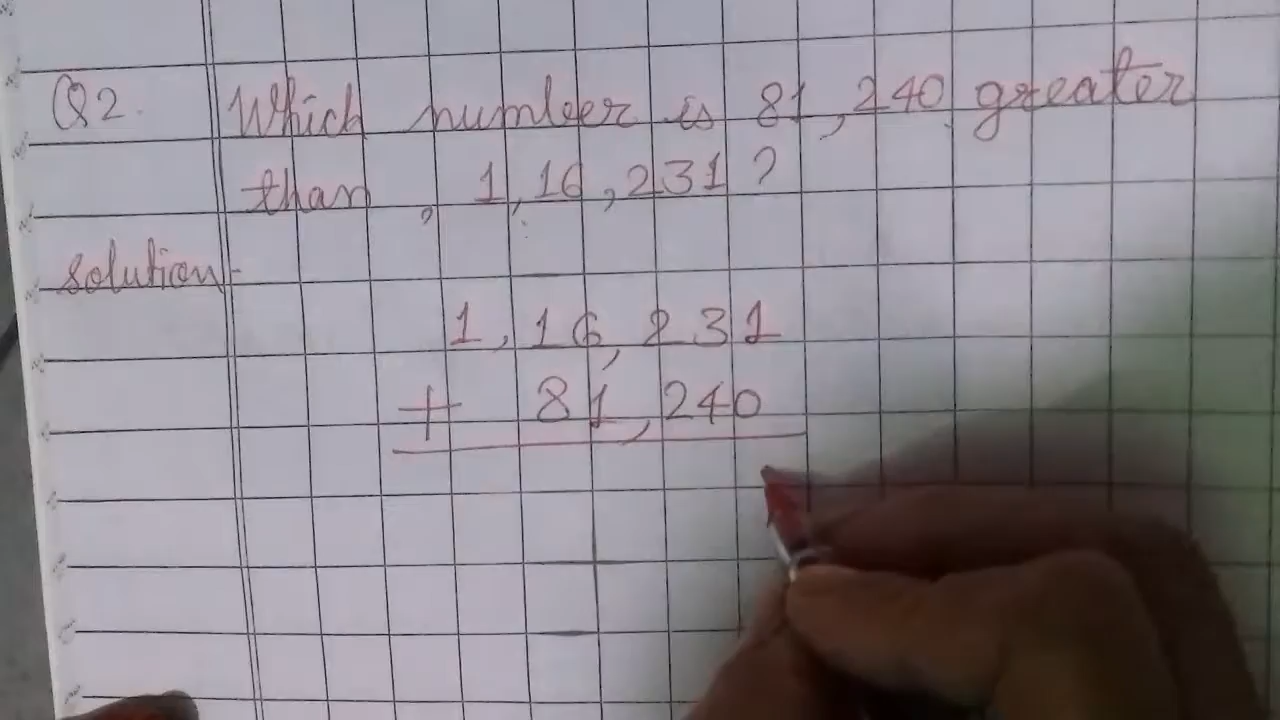 Q2. Which number is 81,240 greater
than, 1,16,231?
solution-
1,16,231
+ 81,240